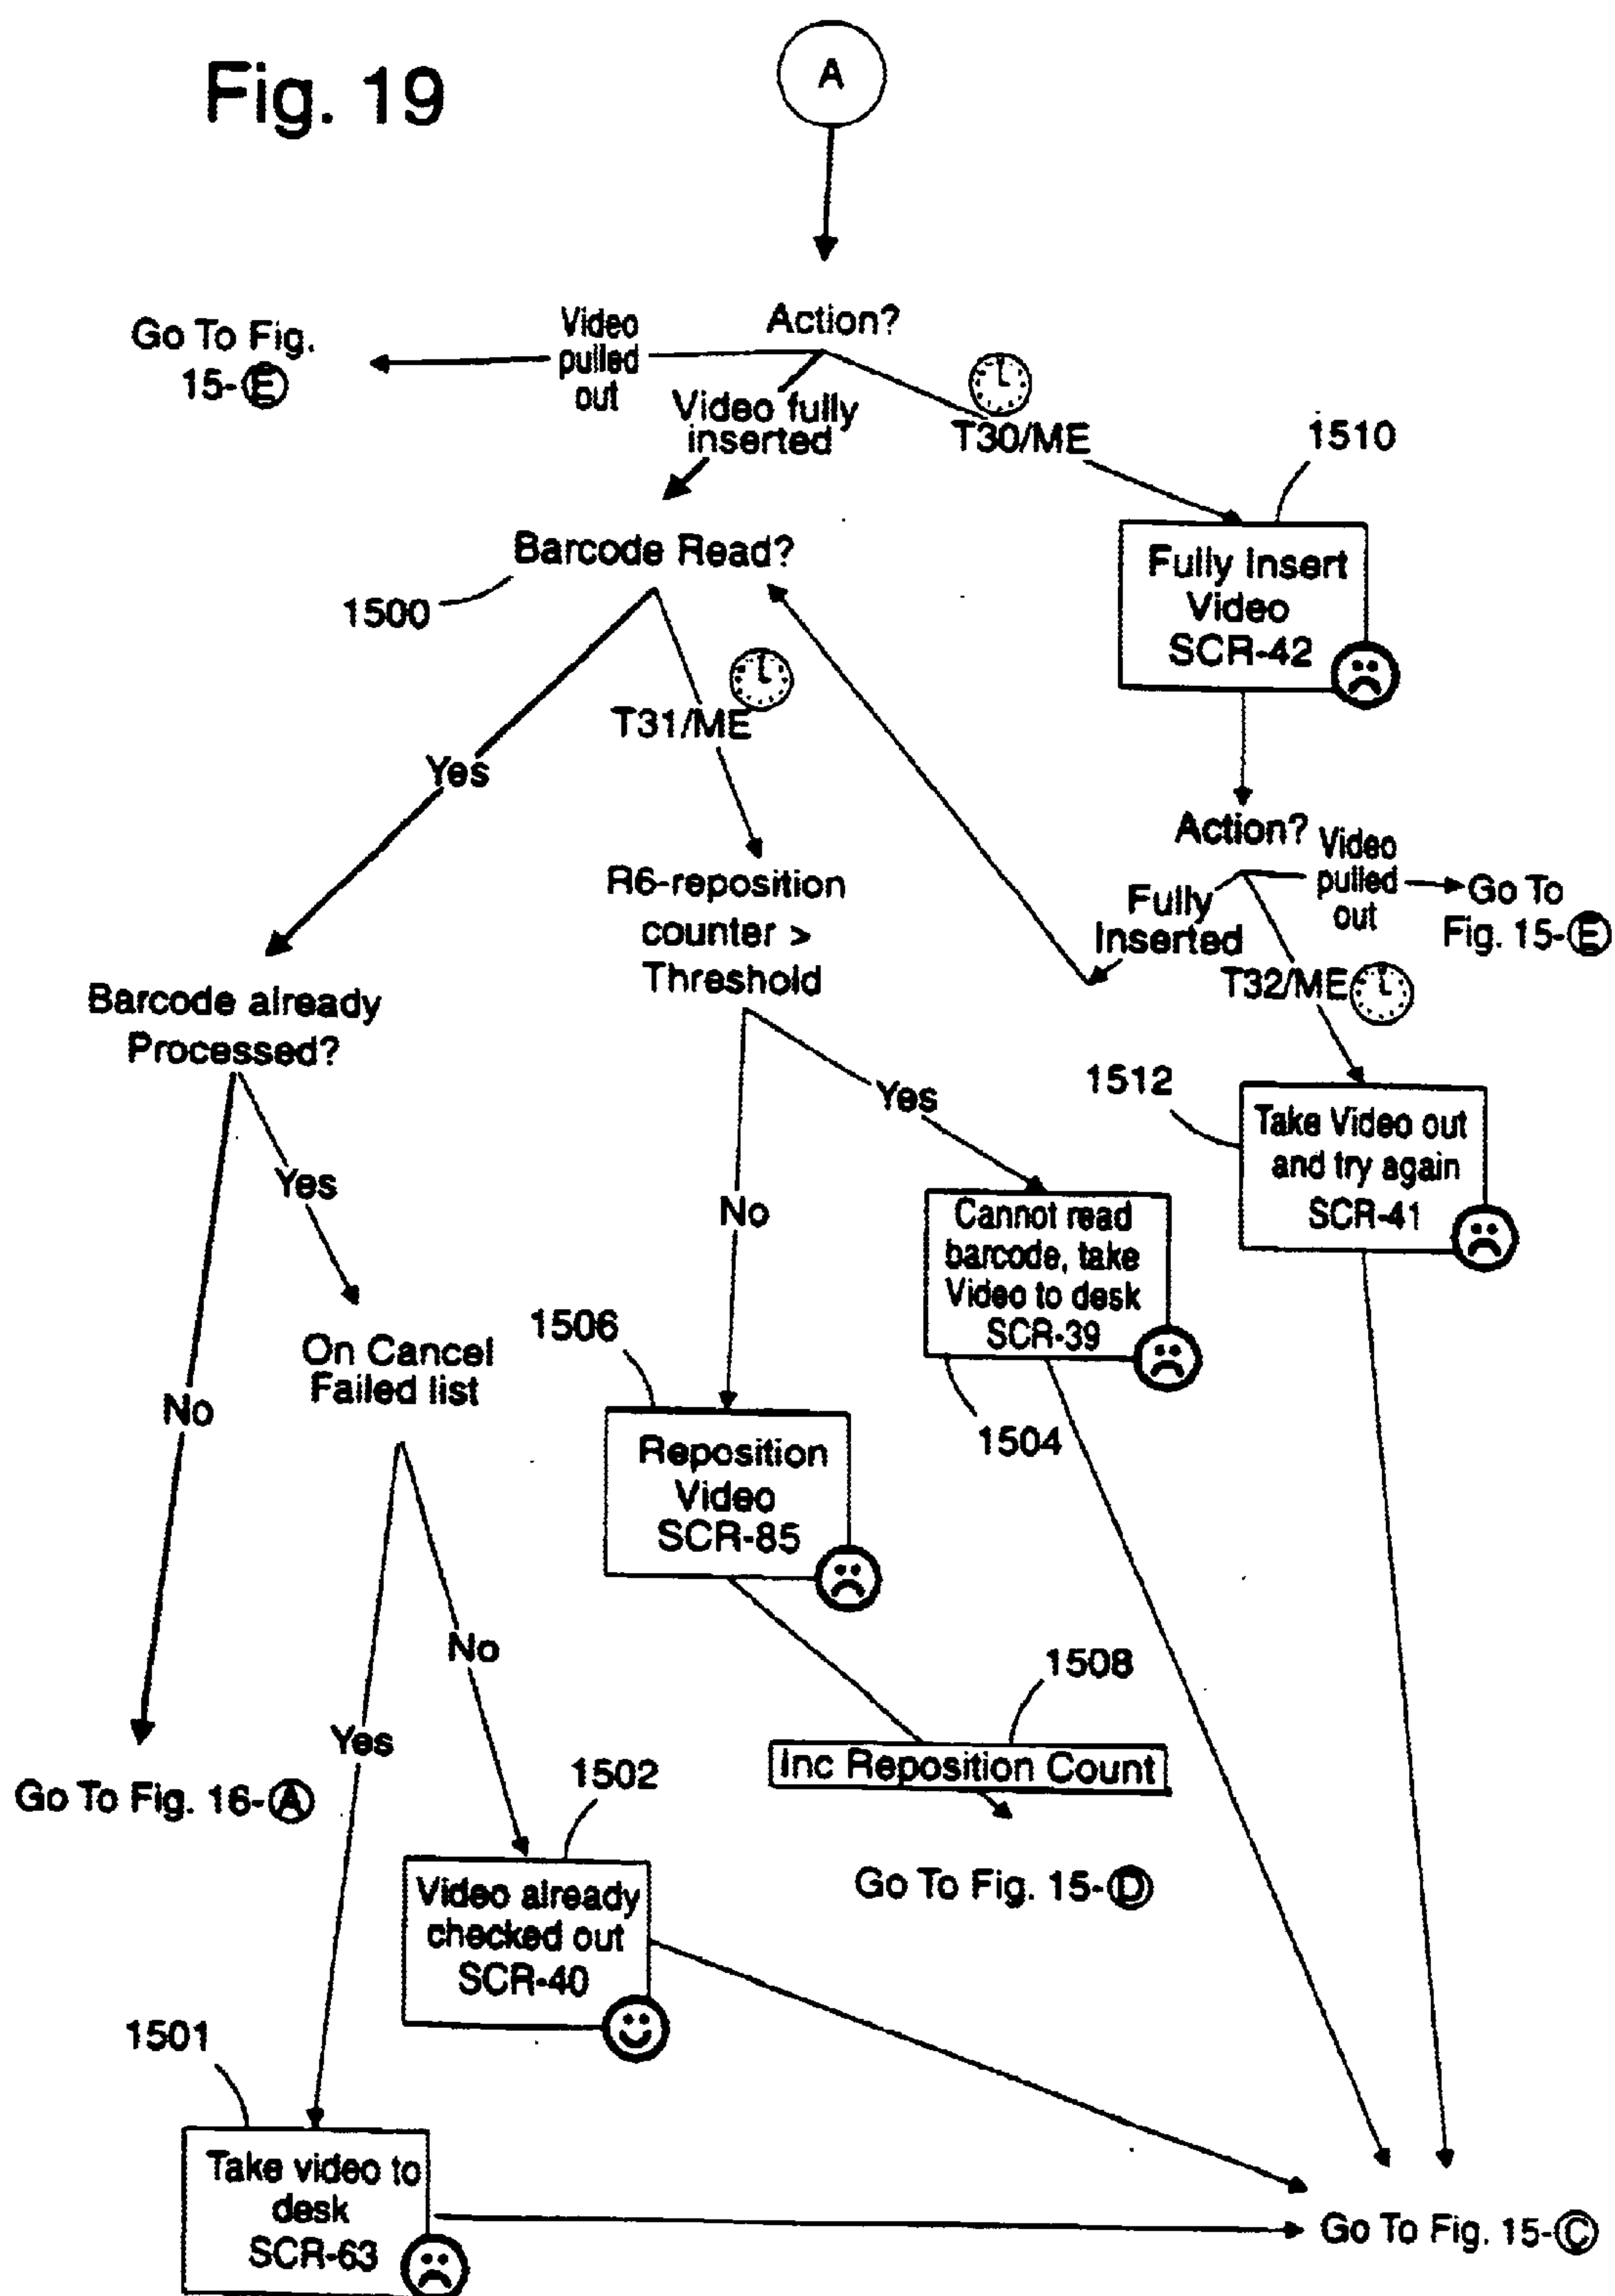 Fig. 19
A
Action?
Go To Fig.
15-E
Video
pulled
out
Video fully
inserted
T30/ME
1510
Fully Insert
Video
SCR-42
Barcode Read?
1500
T31/ME
Yes
Action?
Video
pulled
out
Go To
Fig. 15-E
Fully
Inserted
T32/ME
R6-reposition
counter >
Threshold
Barcode already
Processed?
Yes
No
Yes
No
1512
Take Video out
and try again
SCR-41
Cannot read
barcode, take
Video to desk
SCR-39
1504
On Cancel
Failed list
1506
Reposition
Video
SCR-85
No
Yes
1508
Inc Reposition Count
Go To Fig. 16-A
1502
Video already
checked out
SCR-40
Go To Fig. 15-D
1501
Take video to
desk
SCR-63
Go To Fig. 15-C